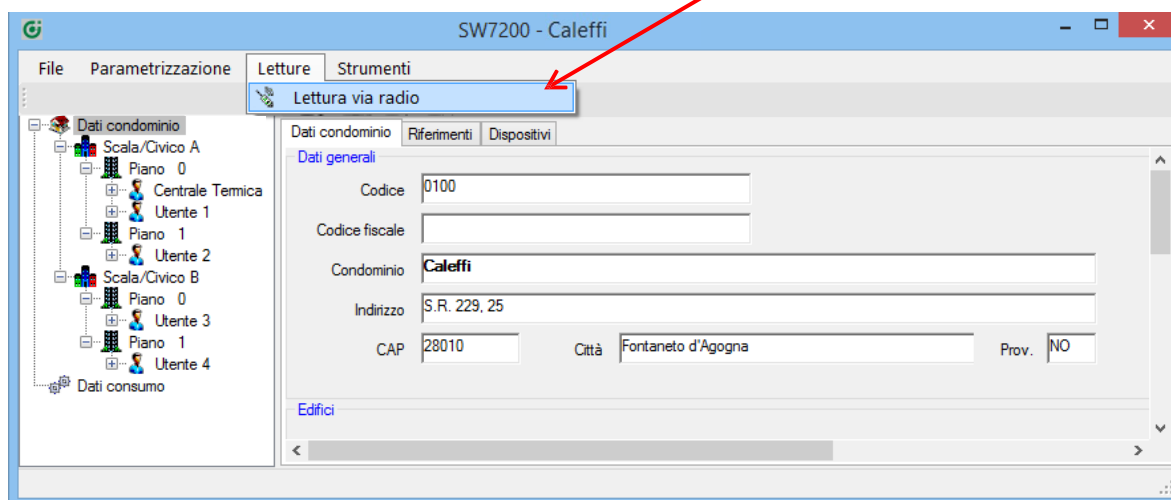 SW7200 - Caleffi
File Parametrizzazione Letture Strumenti
Lettura via radio
Dati condominio
Scala/Civico A
Piano 0
Centrale Termica
Utente 1
Piano 1
Utente 2
Scala/Civico B
Piano 0
Utente 3
Piano 1
Utente 4
Dati consumo
Dati condominio Riferimenti Dispositivi
Dati generali
Codice 0100
Codice fiscale
Condominio Caleffi
Indirizzo S.R. 229, 25
CAP 28010 Città Fontaneto d'Agogna Prov. NO
Edifici